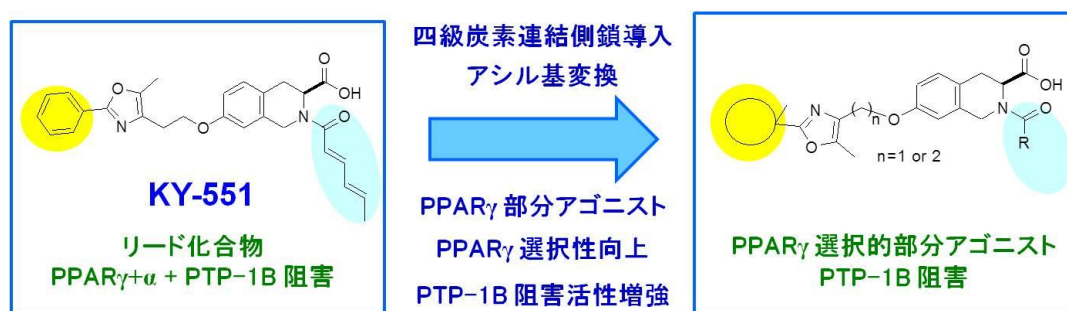 KY-551
リード化合物
PPARγ+α + PTP-1B 阻害
O
N
O
OH
O
N
O
四級炭素連結側鎖導入
アシル基変換
PPARγ 部分アゴニスト
PPARγ 選択性向上
PTP-1B 阻害活性増強
N
O
n
O
n=1 or 2
O
OH
N
O
R
PPARγ 選択的部分アゴニスト
PTP-1B 阻害